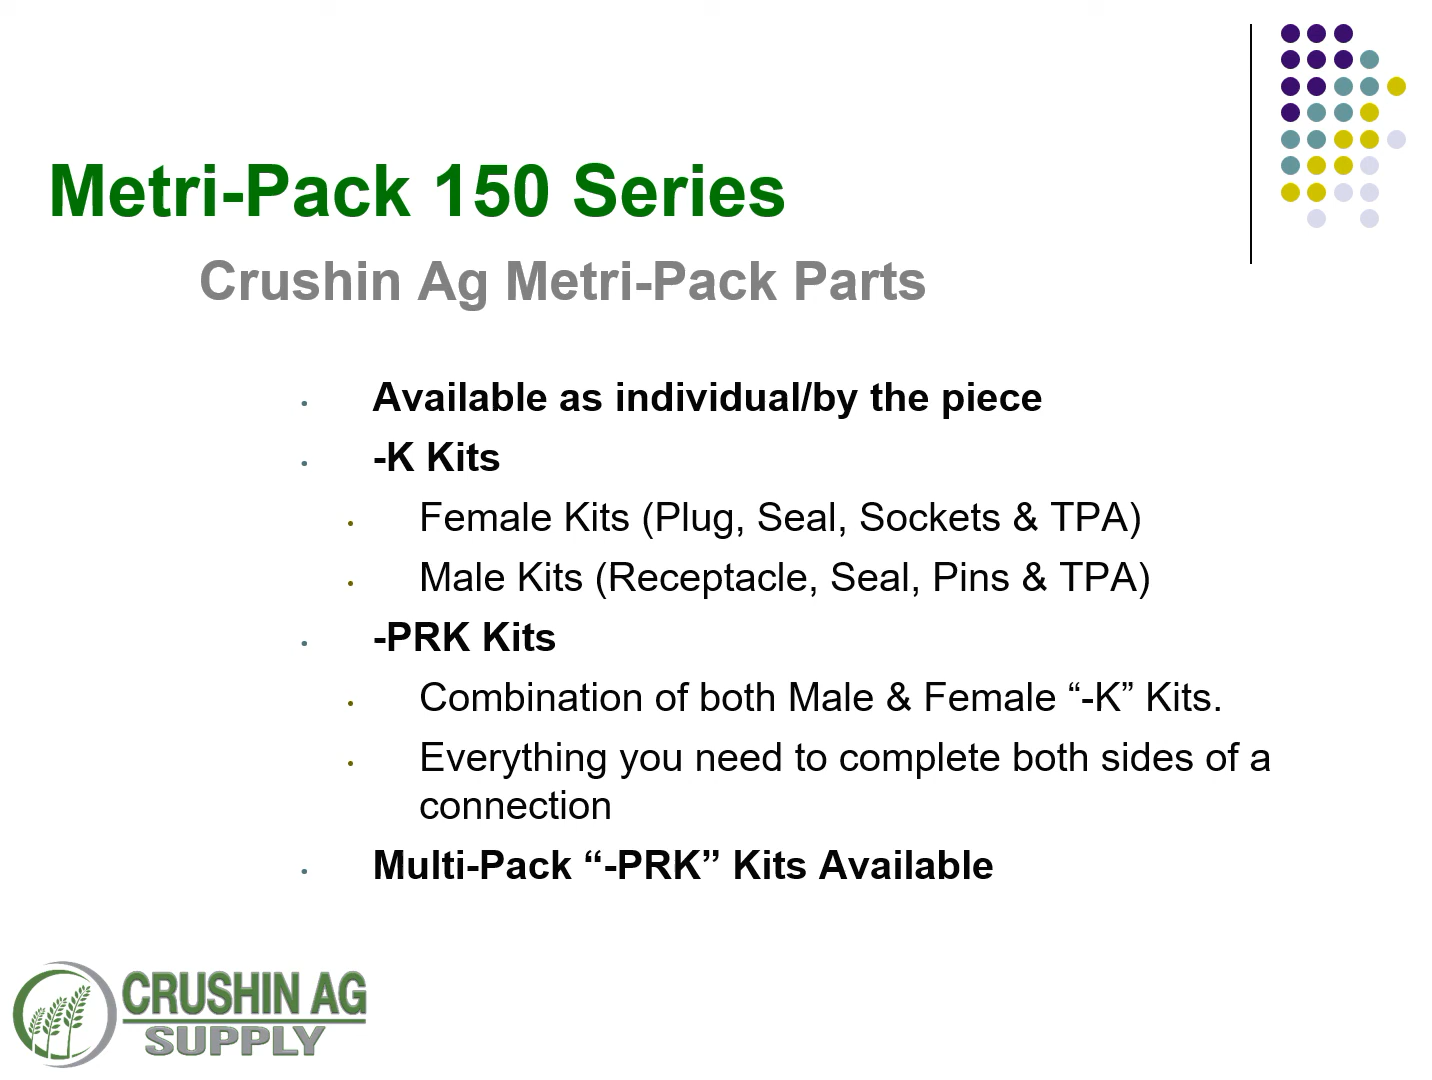 Metri-Pack 150 Series
Crushin Ag Metri-Pack Parts
• Available as individual/by the piece
• -K Kits
• Female Kits (Plug, Seal, Sockets & TPA)
• Male Kits (Receptacle, Seal, Pins & TPA)
• -PRK Kits
• Combination of both Male & Female “-K” Kits.
• Everything you need to complete both sides of a
connection
• Multi-Pack “-PRK” Kits Available
CRUSHIN AG
SUPPLY